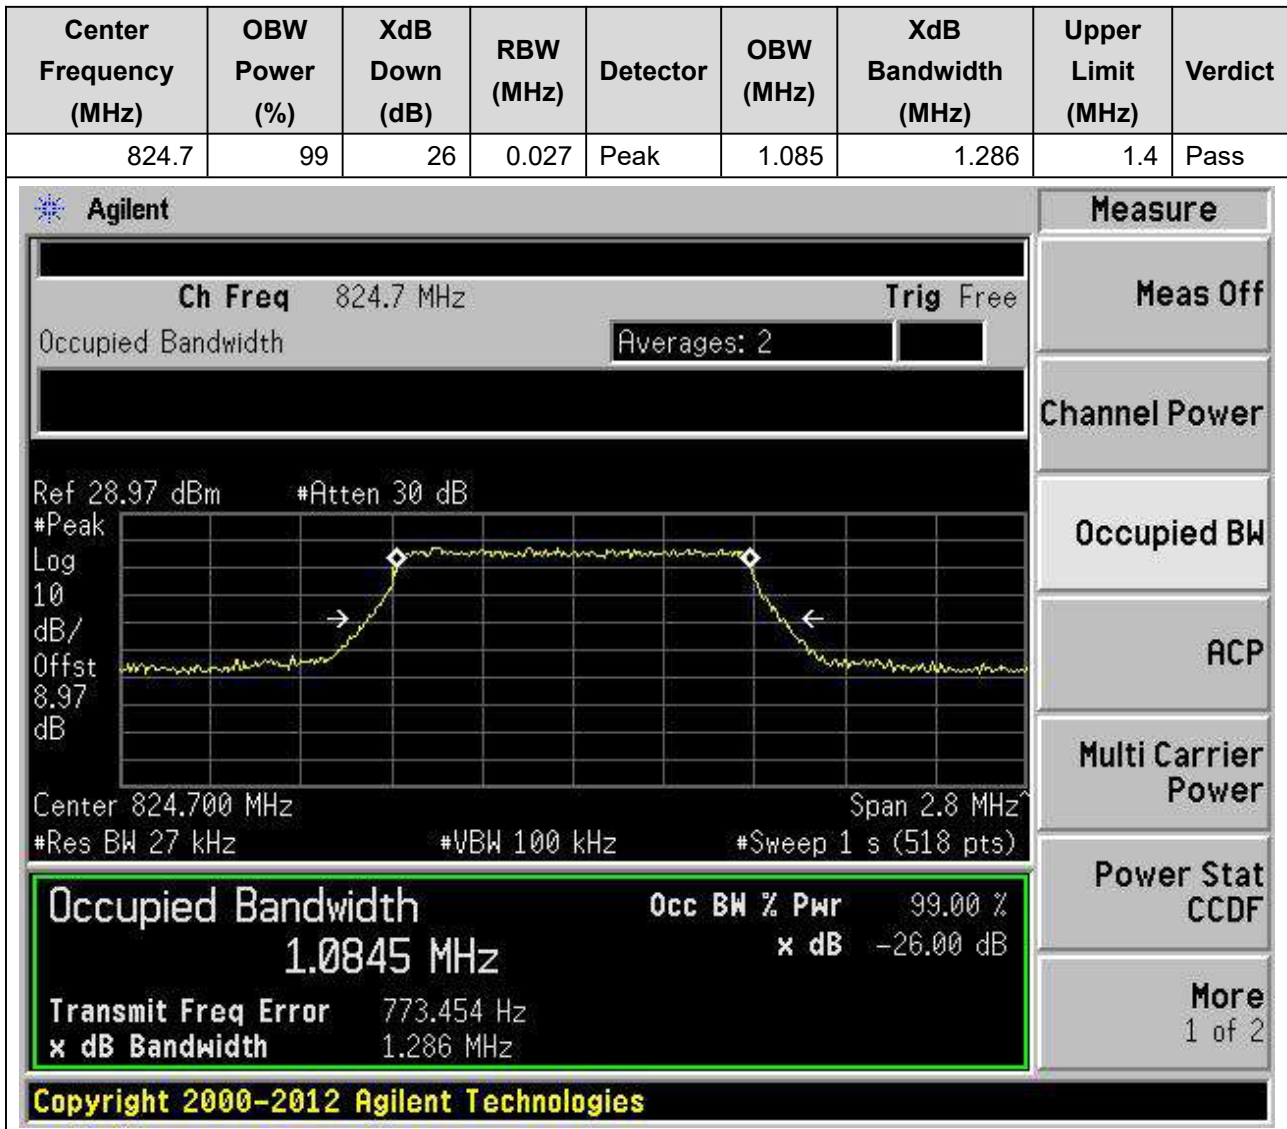 Center Frequency (MHz) OBW Power (%) XdB Down (dB) RBW (MHz) Detector OBW (MHz) XdB Bandwidth (MHz) Upper Limit (MHz) Verdict
824.7 99 26 0.027 Peak 1.085 1.286 1.4 Pass
Agilent
Measure
Ch Freq 824.7 MHz Trig Free
Occupied Bandwidth Averages: 2
Meas Off
Channel Power
Occupied BW
ACP
Multi Carrier
Power
Power Stat
CCDF
More
1 of 2
Ref 28.97 dBm #Atten 30 dB
#Peak
Log
10
dB/
Offst
8.97
dB
Center 824.700 MHz Span 2.8 MHz^
#Res BW 27 kHz #VBW 100 kHz #Sweep 1 s (518 pts)
Occupied Bandwidth Occ BW % Pwr 99.00 %
1.0845 MHz x dB -26.00 dB
Transmit Freq Error 773.454 Hz
x dB Bandwidth 1.286 MHz
Copyright 2000-2012 Agilent Technologies